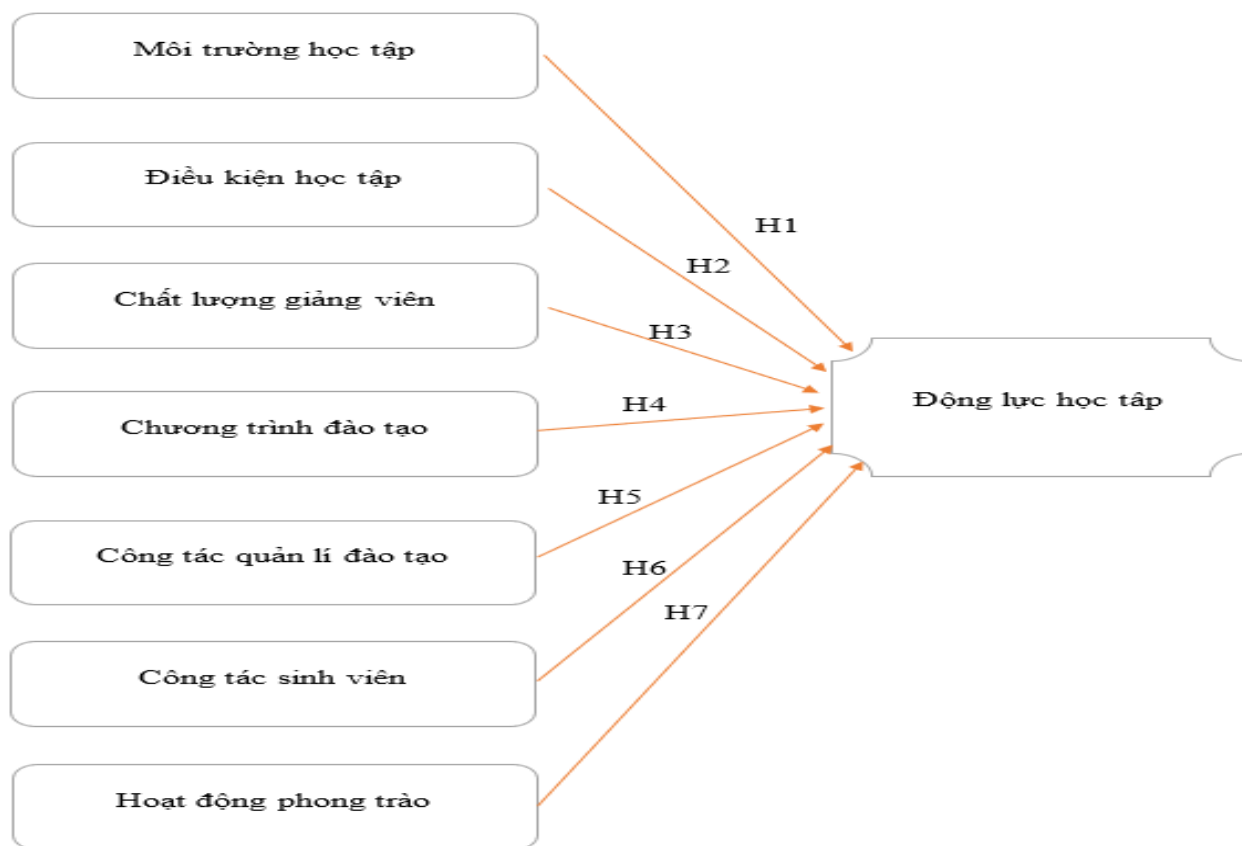 Môi trường học tập
H1
Điều kiện học tập
H2
Chất lượng giảng viên
H3
Động lực học tâp
Chương trình đào tạo
H4
Công tác quản lí đào tạo
H5
Công tác sinh viên
H6
Hoạt động phong trào
H7